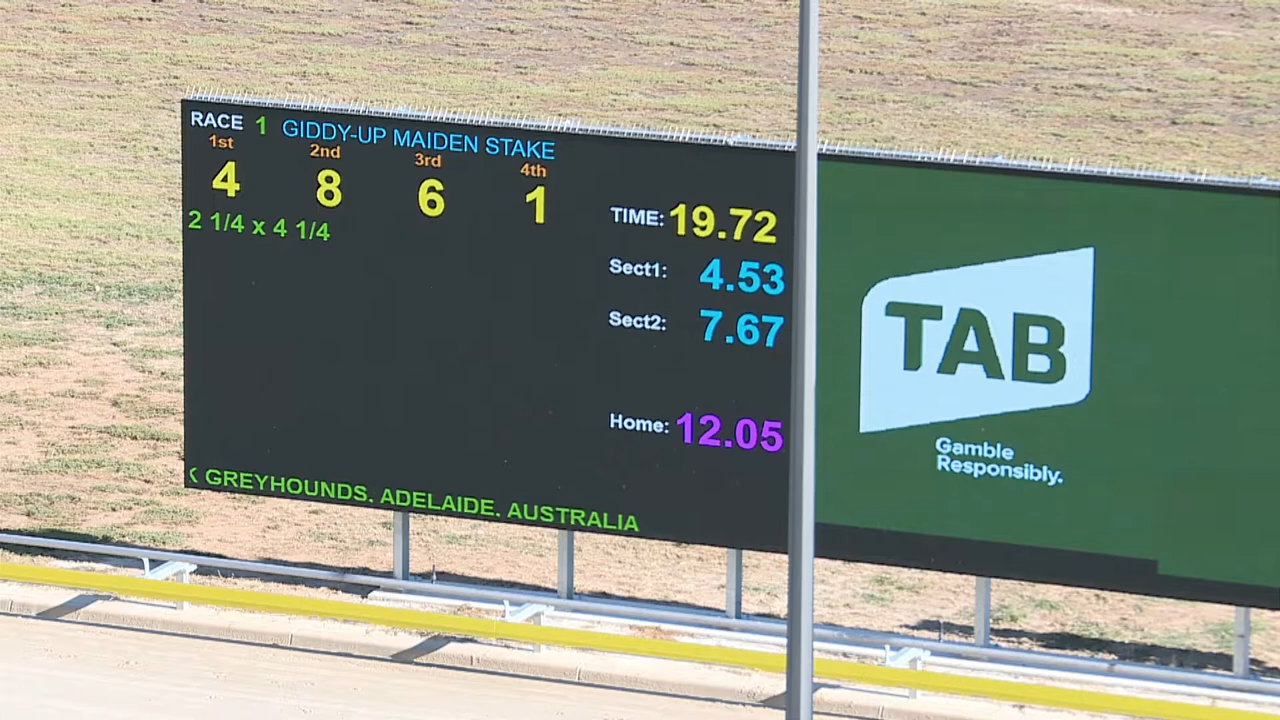 RACE 1 GIDDY-UP MAIDEN STAKE
1st 2nd 3rd 4th
4 8 6 1
2 1/4 x 4 1/4
TIME: 19.72
Sect1: 4.53
Sect2: 7.67
Home: 12.05
GREYHOUNDS. ADELAIDE. AUSTRALIA
TAB
Gamble
Responsibly.